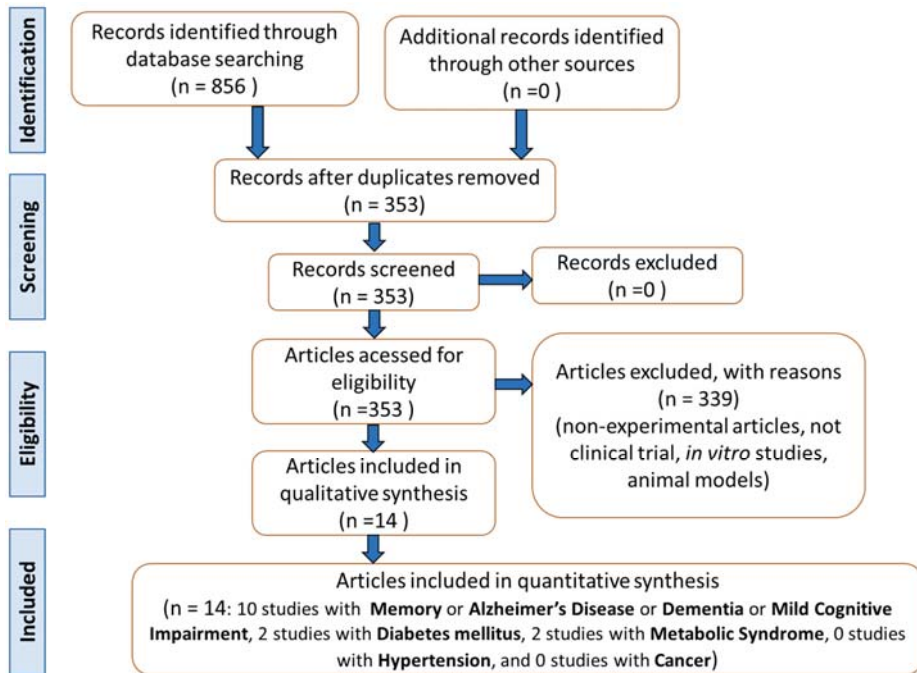 Identification
Records identified through
database searching
(n = 856 )
Additional records identified
through other sources
(n =0 )
Screening
Records after duplicates removed
(n = 353)
Records screened
(n = 353)
Records excluded
(n =0 )
Eligibility
Articles acessed for
eligibility
(n =353 )
Articles excluded, with reasons
(n = 339)
(non-experimental articles, not
clinical trial, in vitro studies,
animal models)
Articles included in
qualitative synthesis
(n =14 )
Included
Articles included in quantitative synthesis
(n = 14: 10 studies with Memory or Alzheimer's Disease or Dementia or Mild Cognitive
Impairment, 2 studies with Diabetes mellitus, 2 studies with Metabolic Syndrome, 0 studies
with Hypertension, and 0 studies with Cancer)